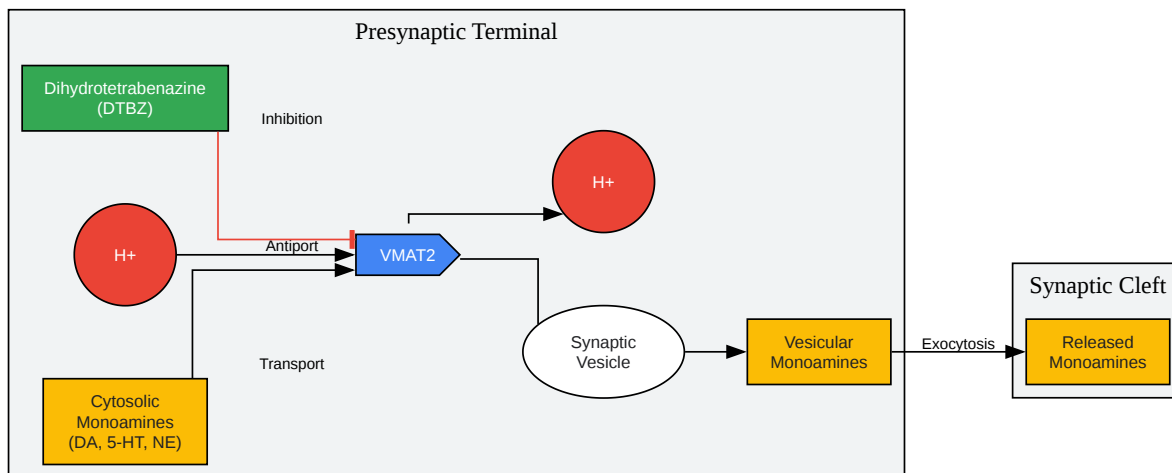 Presynaptic Terminal
Dihydrotetrabenazine
(DTBZ)
Inhibition
H+
H+
Antiport
VMAT2
Synaptic Cleft
Synaptic
Vesicle
Vesicular
Monoamines
Exocytosis
Released
Monoamines
Transport
Cytosolic
Monoamines
(DA, 5-HT, NE)